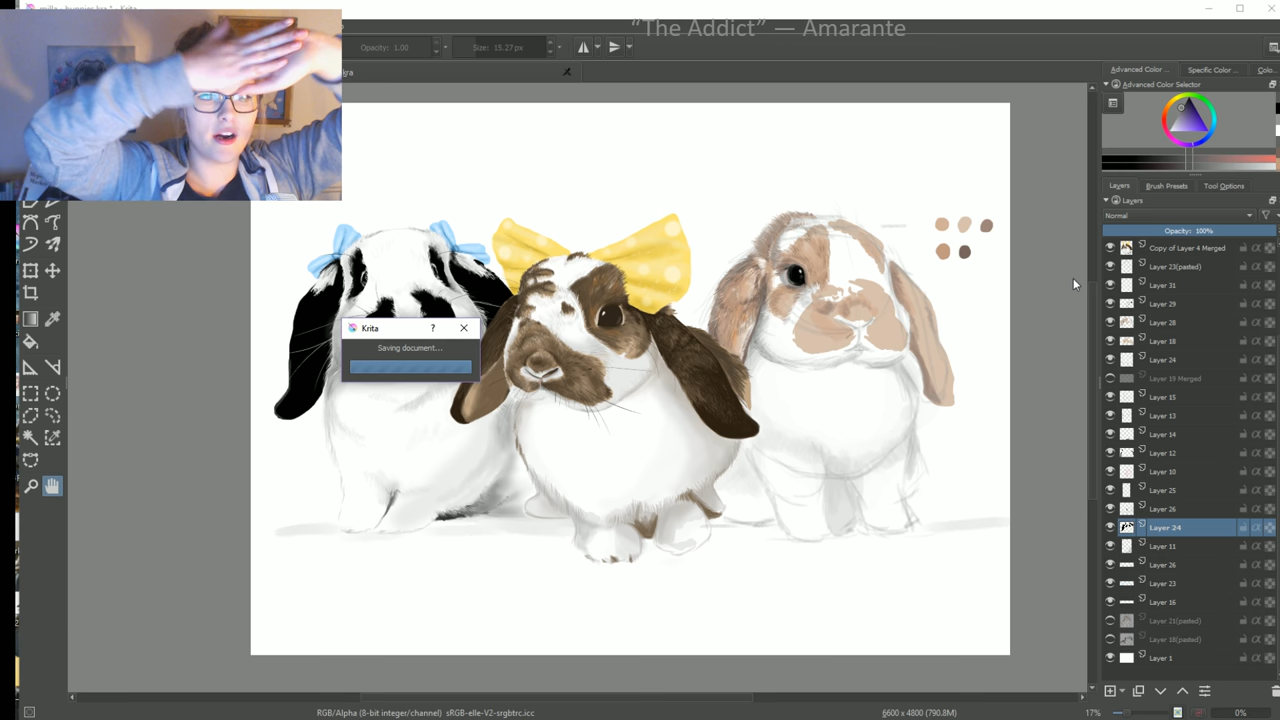 "The Addict" — Amarante
Opacity: 1.00
Size: 15.27 px
kra
Advanced Color ...
Specific Color ...
Colo...
Advanced Color Selector
Layers
Brush Presets
Tool Options
Layers
Normal
Opacity: 100%
Copy of Layer 4 Merged
Layer 23(pasted)
Layer 31
Layer 29
Layer 28
Layer 18
Layer 24
Layer 19 Merged
Layer 15
Layer 13
Layer 14
Layer 12
Layer 10
Layer 25
Layer 26
Layer 24
Layer 11
Layer 26
Layer 23
Layer 16
Layer 21(pasted)
Layer 18(pasted)
Layer 1
Krita
?
Saving document...
RGB/Alpha (8-bit integer/channel) sRGB-elle-V2-srgbtrc.icc
6600 x 4800 (790.8M)
17%
0%